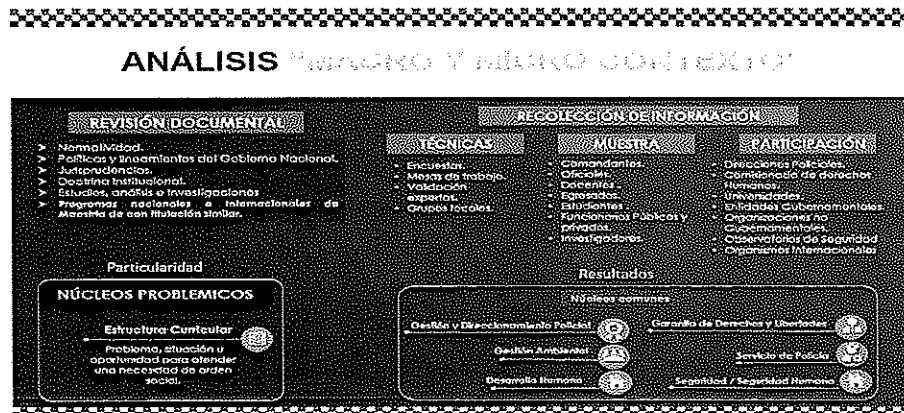 ANÁLISIS "MACRO Y MICRO CONTEXTO"
REVISIÓN DOCUMENTAL
➤ Normatividad.
➤ Políticas y lineamientos del Gobierno Nacional.
➤ Jurisprudencias.
➤ Doctrina Institucional.
➤ Estudios, análisis e investigaciones
➤ Programas nacionales e internacionales de
Maestría de con titulación similar.
RECOLECCIÓN DE INFORMACIÓN
TÉCNICAS
• Encuestas.
• Mesas de trabajo.
• Validación
expertos.
• Grupos focales.
MUESTRA
• Comandantes.
• Oficiales.
• Docentes.
• Egresados.
• Estudiantes.
• Funcionarios Públicos y
privados.
• Investigadores.
PARTICIPACIÓN
• Direcciones Policiales.
• Comisionado de derechos
Humanos.
• Universidades.
• Entidades Gubernamentales.
• Organizaciones no
Gubernamentales.
• Observatorios de Seguridad
• Organismos Internacionales
Particularidad
NÚCLEOS PROBLEMICOS
Estructura Curricular
Problema, situación u
oportunidad para atender
una necesidad de orden
social.
Resultados
Núcleos comunes
Gestión y Direccionamiento Policial
Gestión Ambiental
Desarrollo Humano
Garantía de Derechos y Libertades
Servicio de Policía
Seguridad / Seguridad Humana